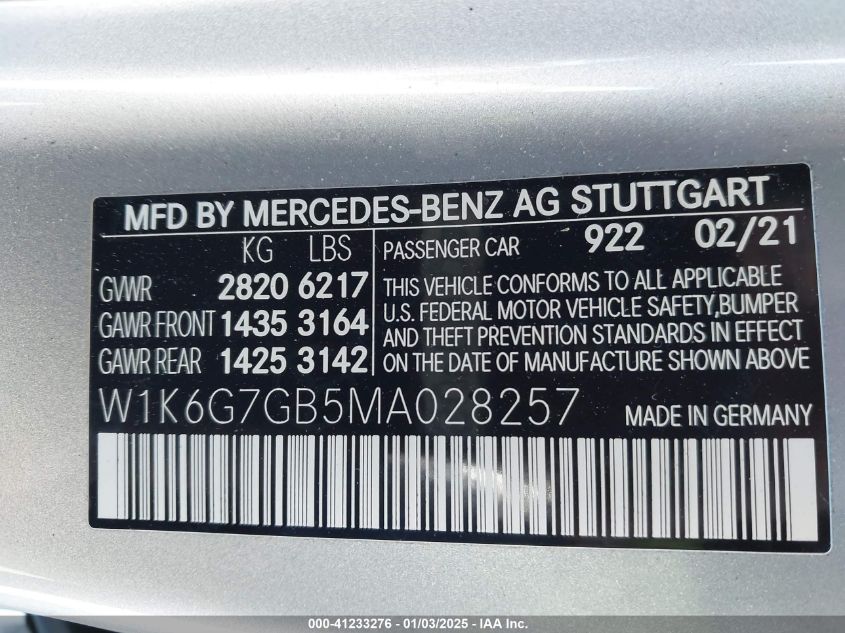 MFD BY MERCEDES-BENZ AG STUTTGART
KG LBS
GVWR 2820 6217
GAWR FRONT 1435 3164
GAWR REAR 1425 3142
PASSENGER CAR 922 02/21
THIS VEHICLE CONFORMS TO ALL APPLICABLE
U.S. FEDERAL MOTOR VEHICLE SAFETY,BUMPER
AND THEFT PREVENTION STANDARDS IN EFFECT
ON THE DATE OF MANUFACTURE SHOWN ABOVE
W1K6G7GB5MA028257 MADE IN GERMANY
000-41233276 - 01/03/2025 - IAA Inc.